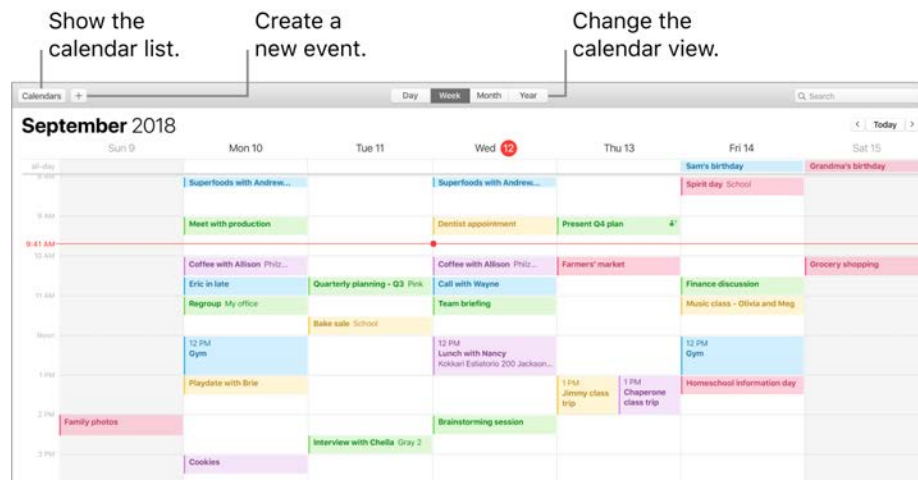 Show the
calendar list.
Create a
new event.
Change the
calendar view.
Calendars +
Day Week Month Year
Search
September 2018
< Today >
Sun 9 Mon 10 Tue 11 Wed 12 Thu 13 Fri 14 Sat 15
all-day Sam's birthday Grandma's birthday
Superfoods with Andrew... Superfoods with Andrew... Spirit day School
9 AM Meet with production Dentist appointment Present Q4 plan
9:41 AM
10 AM Coffee with Allison Philz... Coffee with Allison Philz... Farmers' market Grocery shopping
Eric in late Quarterly planning - Q3 Pink Call with Wayne Finance discussion
11 AM Regroup My office Team briefing Music class - Olivia and Meg
Bake sale School
Noon
12 PM 12 PM 12 PM
Gym Lunch with Nancy Gym
Kokkari Estiatorio 200 Jackson...
1 PM Playdate with Brie 1 PM 1 PM Homeschool information day
Jimmy class Chaperone
trip class trip
2 PM Family photos Brainstorming session
Interview with Chella Gray 2
3 PM Cookies